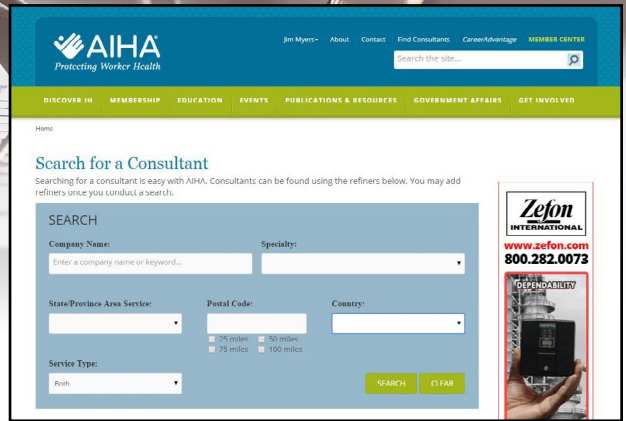 AIHA
Protecting Worker Health
Jim Myers About Contact Find Consultants CareerAdvantage MEMBER CENTER
Search the site...
DISCOVER IH MEMBERSHIP EDUCATION EVENTS PUBLICATIONS & RESOURCES GOVERNMENT AFFAIRS GET INVOLVED
Home
Search for a Consultant
Searching for a consultant is easy with AIHA. Consultants can be found using the refiners below. You may add
refiners once you conduct a search.
SEARCH
Company Name: Specialty:
Enter a company name or keyword...
State/Province Area Service: Postal Code: Country:
25 miles 50 miles
75 miles 100 miles
Service Type:
Both
SEARCH CLEAR
Zefon
INTERNATIONAL
www.zefon.com
800.282.0073
DEPENDABILITY